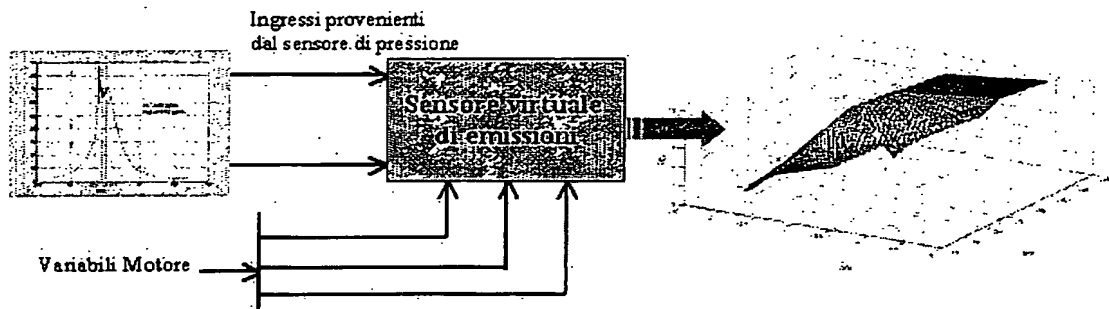 Ingressi provenienti
dal sensore di pressione
Sensore virtuale
di emissioni
Variabili Motore